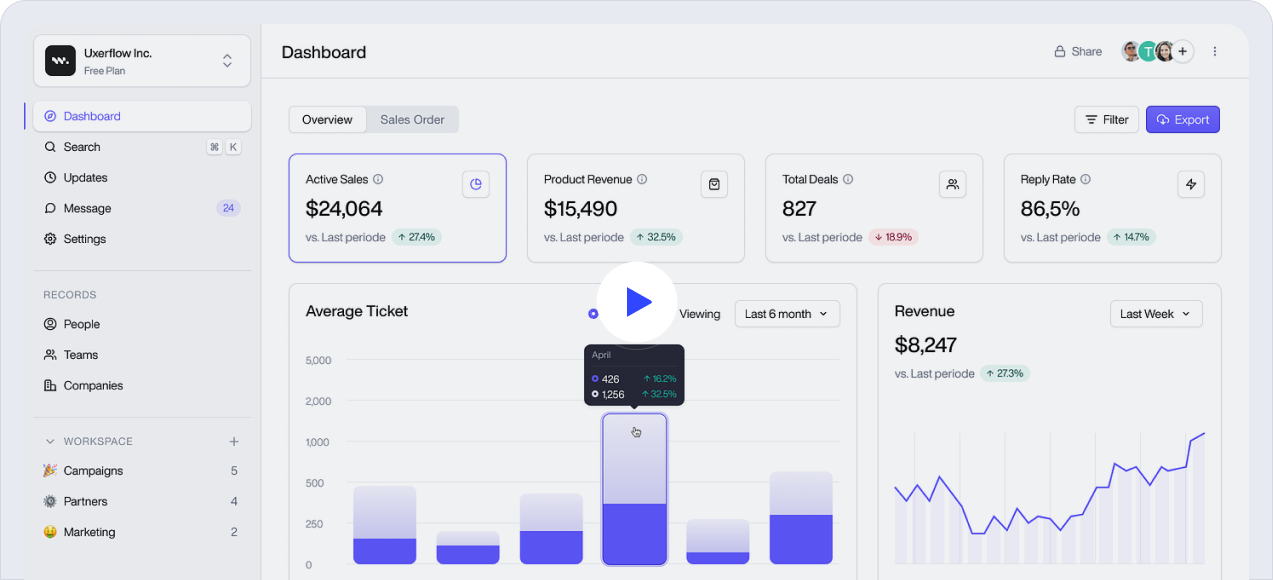 Uxerflow Inc.
Free Plan
Dashboard
Search ⌘ K
Updates
Message 24
Settings
RECORDS
People
Teams
Companies
WORKSPACE +
Campaigns 5
Partners 4
Marketing 2
Dashboard
Share T +
Overview Sales Order
Filter Export
Active Sales
$24,064
vs. Last periode ↑ 27.4%
Product Revenue
$15,490
vs. Last periode ↑ 32.5%
Total Deals
827
vs. Last periode ↓ 18.9%
Reply Rate
86,5%
vs. Last periode ↑ 14.7%
Average Ticket
Viewing Last 6 month
5,000
2,000
1,000
500
250
0
April
426 ↑ 16.2%
1,256 ↑ 32.5%
Revenue Last Week
$8,247
vs. Last periode ↑ 27.3%